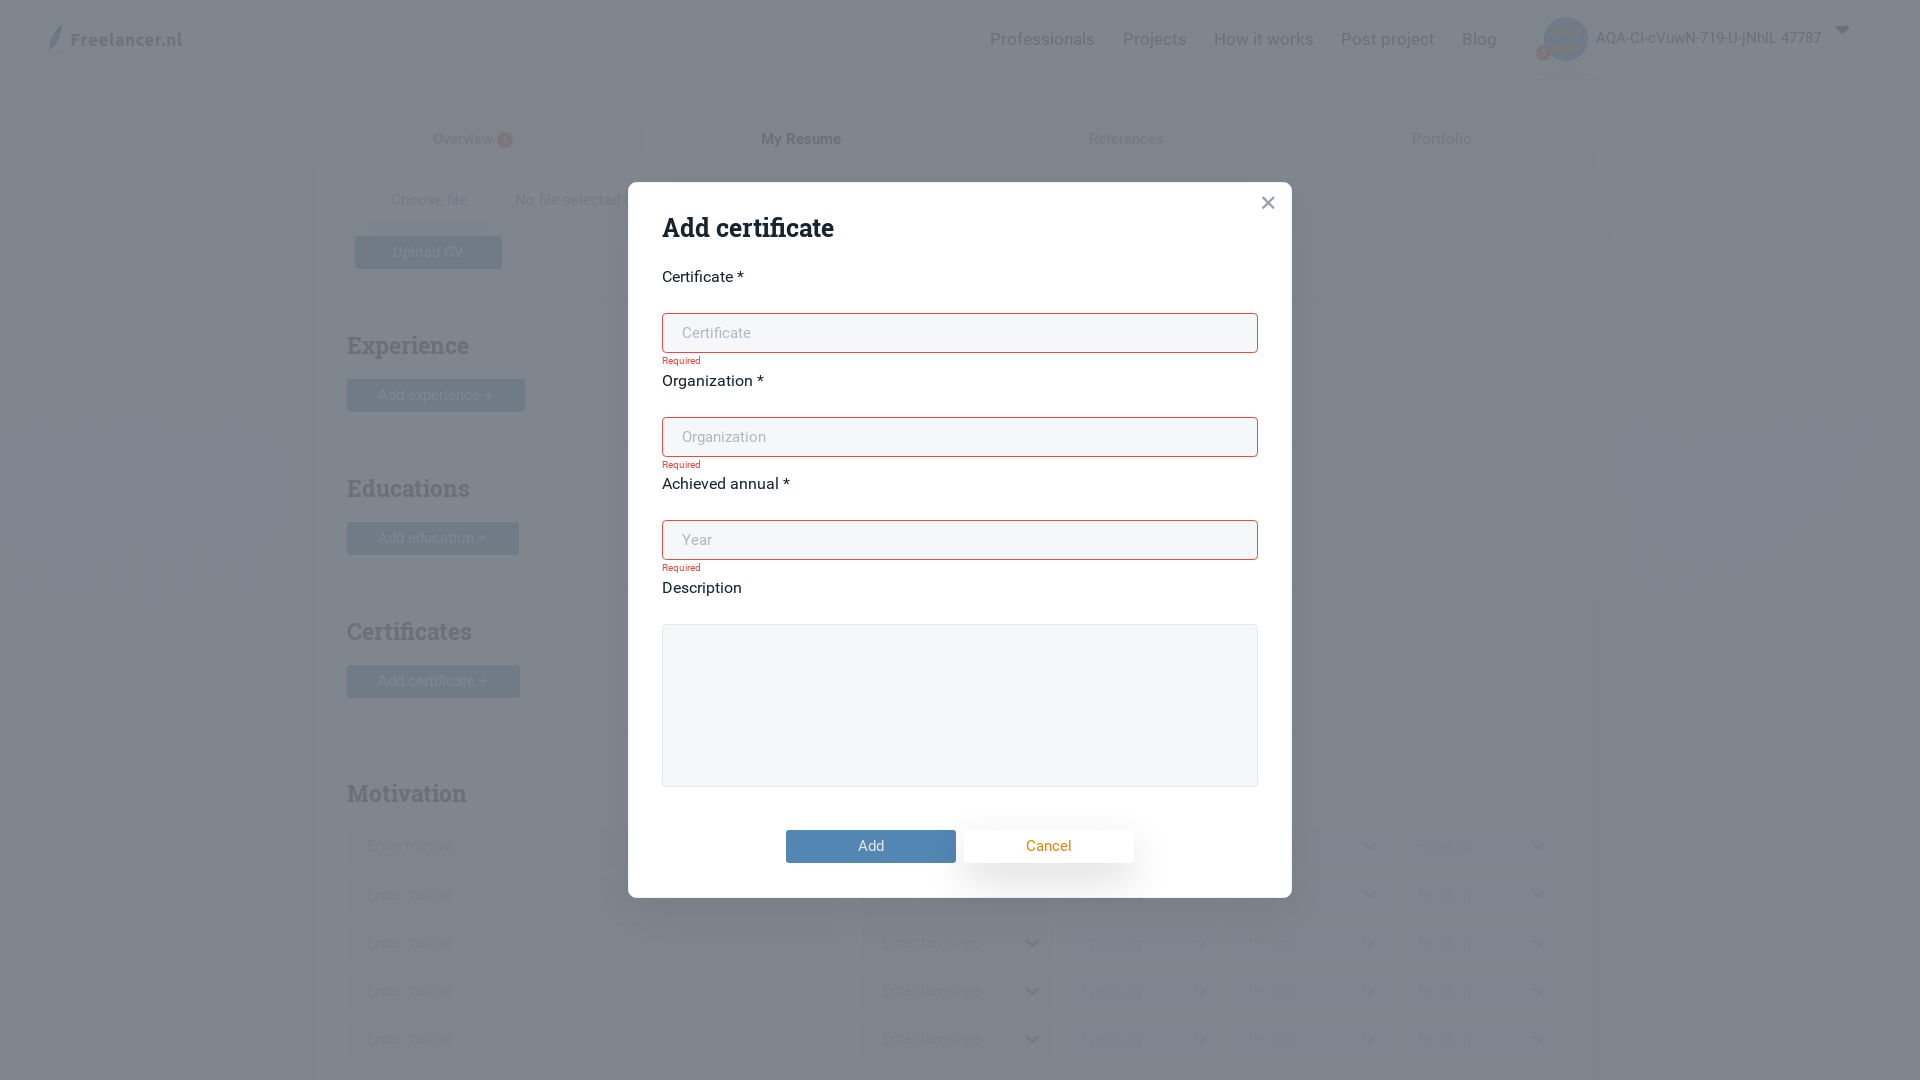 Freelancer.nl
Professionals
Projects
How it works
Post project
Blog
AQA-CI-cVuwN-719-U-jNhIL 47787
Overview
My Resume
References
Portfolio
Choose file
No file selected
Upload CV
Experience
Add experience +
Educations
Add education +
Certificates
Add certificate +
Motivation
Enter motive
Enter motive
Enter motive
Enter language
Enter motive
Enter language
Enter motive
Enter language
Add certificate
Certificate *
Certificate
Required
Organization *
Organization
Required
Achieved annual *
Year
Required
Description
Add
Cancel